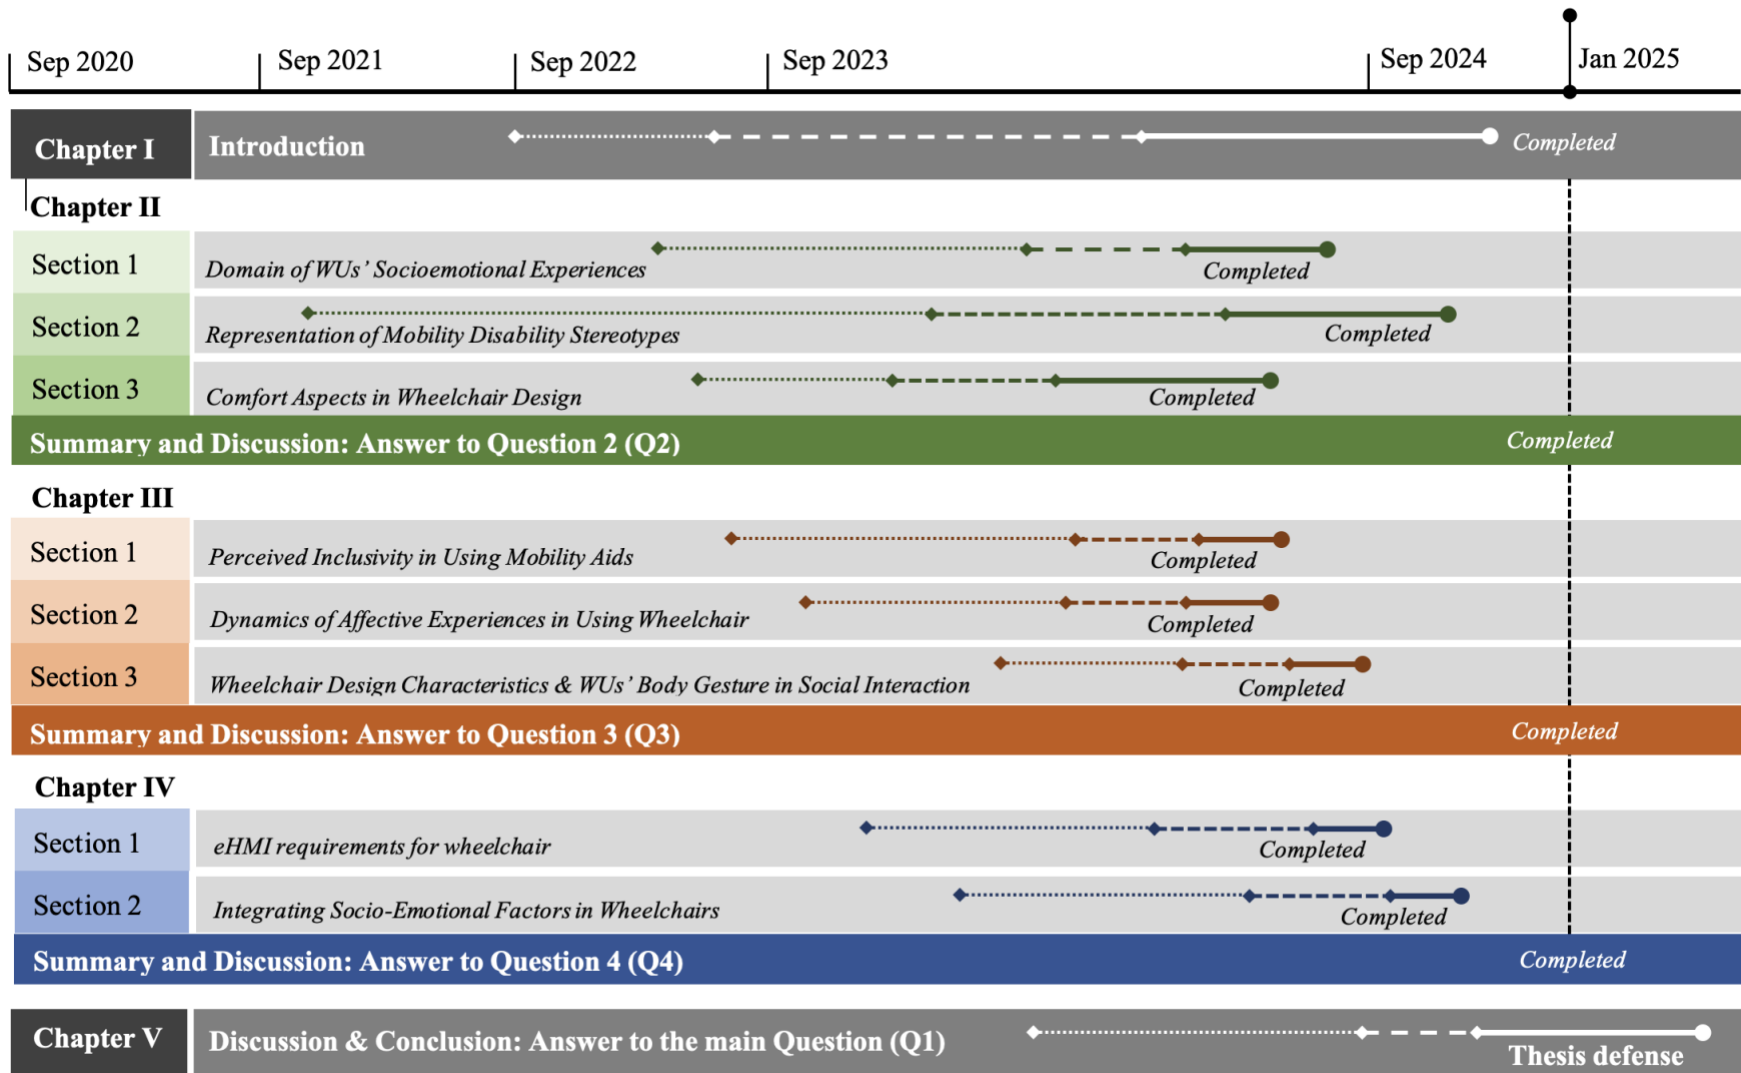 Sep 2020
Sep 2021
Sep 2022
Sep 2023
Sep 2024
Jan 2025
Chapter I
Introduction
Completed
Chapter II
Section 1
Domain of WUs' Socioemotional Experiences
Completed
Section 2
Representation of Mobility Disability Stereotypes
Completed
Section 3
Comfort Aspects in Wheelchair Design
Completed
Summary and Discussion: Answer to Question 2 (Q2)
Completed
Chapter III
Section 1
Perceived Inclusivity in Using Mobility Aids
Completed
Section 2
Dynamics of Affective Experiences in Using Wheelchair
Completed
Section 3
Wheelchair Design Characteristics & WUs' Body Gesture in Social Interaction
Completed
Summary and Discussion: Answer to Question 3 (Q3)
Completed
Chapter IV
Section 1
eHMI requirements for wheelchair
Completed
Section 2
Integrating Socio-Emotional Factors in Wheelchairs
Completed
Summary and Discussion: Answer to Question 4 (Q4)
Completed
Chapter V
Discussion & Conclusion: Answer to the main Question (Q1)
Thesis defense